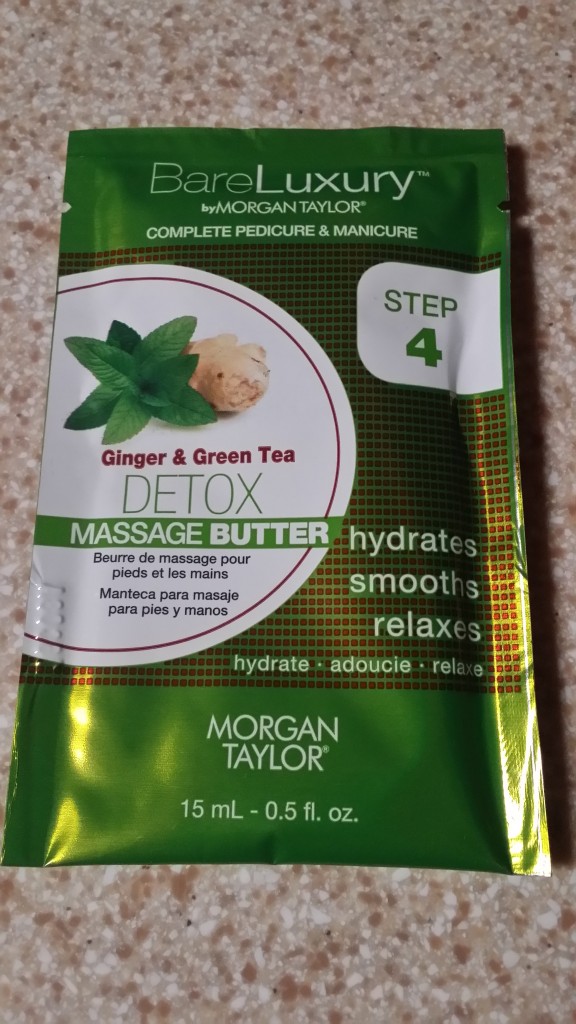 BareLuxury™
by MORGAN TAYLOR®
COMPLETE PEDICURE & MANICURE
STEP
4
Ginger & Green Tea
DETOX
MASSAGE BUTTER
Beurre de massage pour
pieds et les mains
Manteca para masaje
para pies y manos
hydrates
smooths
relaxes
hydrate · adoucie · relaxe
MORGAN
TAYLOR®
15 mL - 0.5 fl. oz.